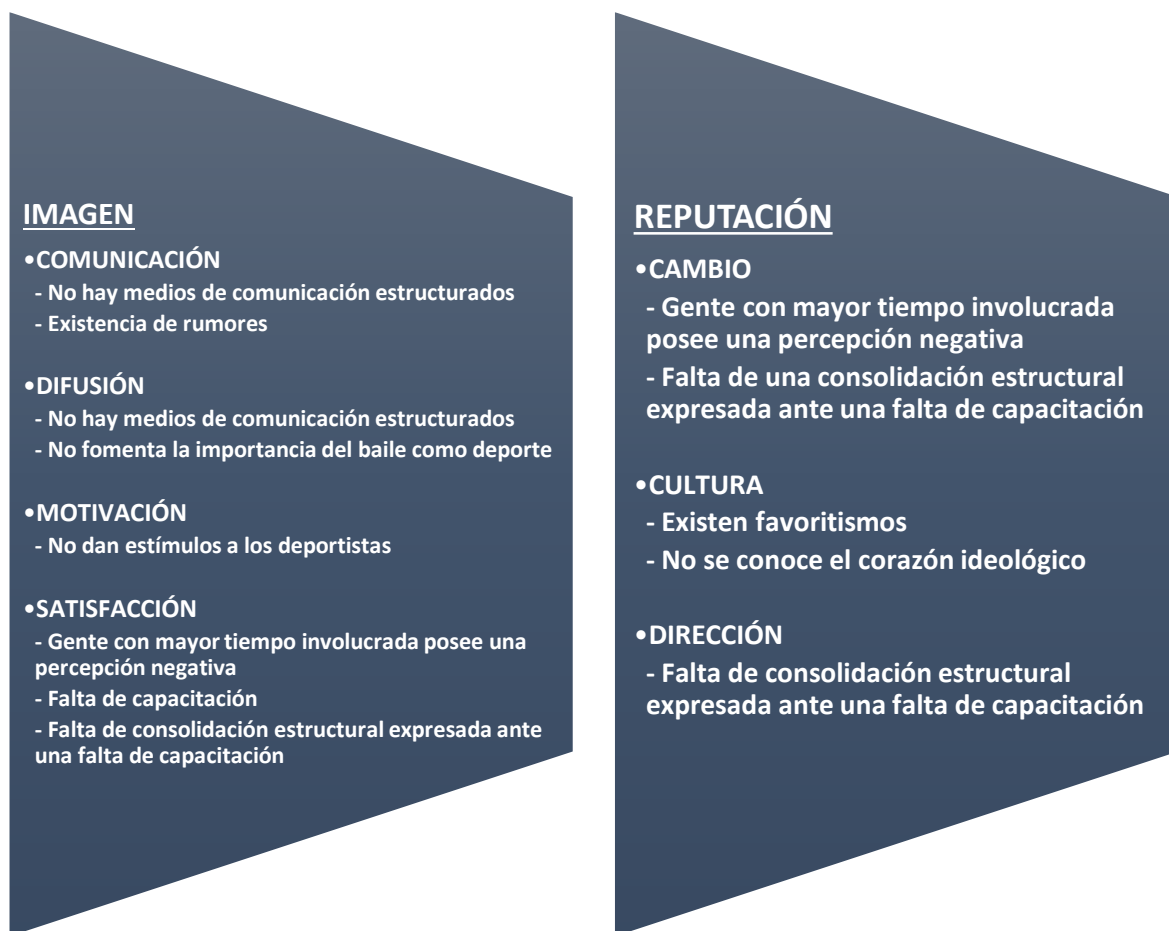 IMAGEN
•COMUNICACIÓN
- No hay medios de comunicación estructurados
- Existencia de rumores
•DIFUSIÓN
- No hay medios de comunicación estructurados
- No fomenta la importancia del baile como deporte
•MOTIVACIÓN
- No dan estímulos a los deportistas
•SATISFACCIÓN
- Gente con mayor tiempo involucrada posee una
percepción negativa
- Falta de capacitación
- Falta de consolidación estructural expresada ante
una falta de capacitación
REPUTACIÓN
•CAMBIO
- Gente con mayor tiempo involucrada
posee una percepción negativa
- Falta de una consolidación estructural
expresada ante una falta de capacitación
•CULTURA
- Existen favoritismos
- No se conoce el corazón ideológico
•DIRECCIÓN
- Falta de consolidación estructural
expresada ante una falta de capacitación